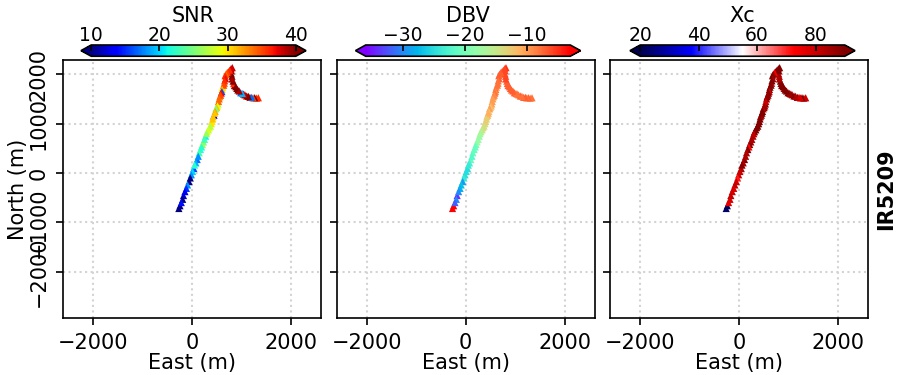 SNR DBV Xc
10 20 30 40 −30 −20 −10 20 40 60 80
North (m)
2000
1000
0
−1000
−2000
IR5209
−2000 0 2000 −2000 0 2000 −2000 0 2000
East (m) East (m) East (m)